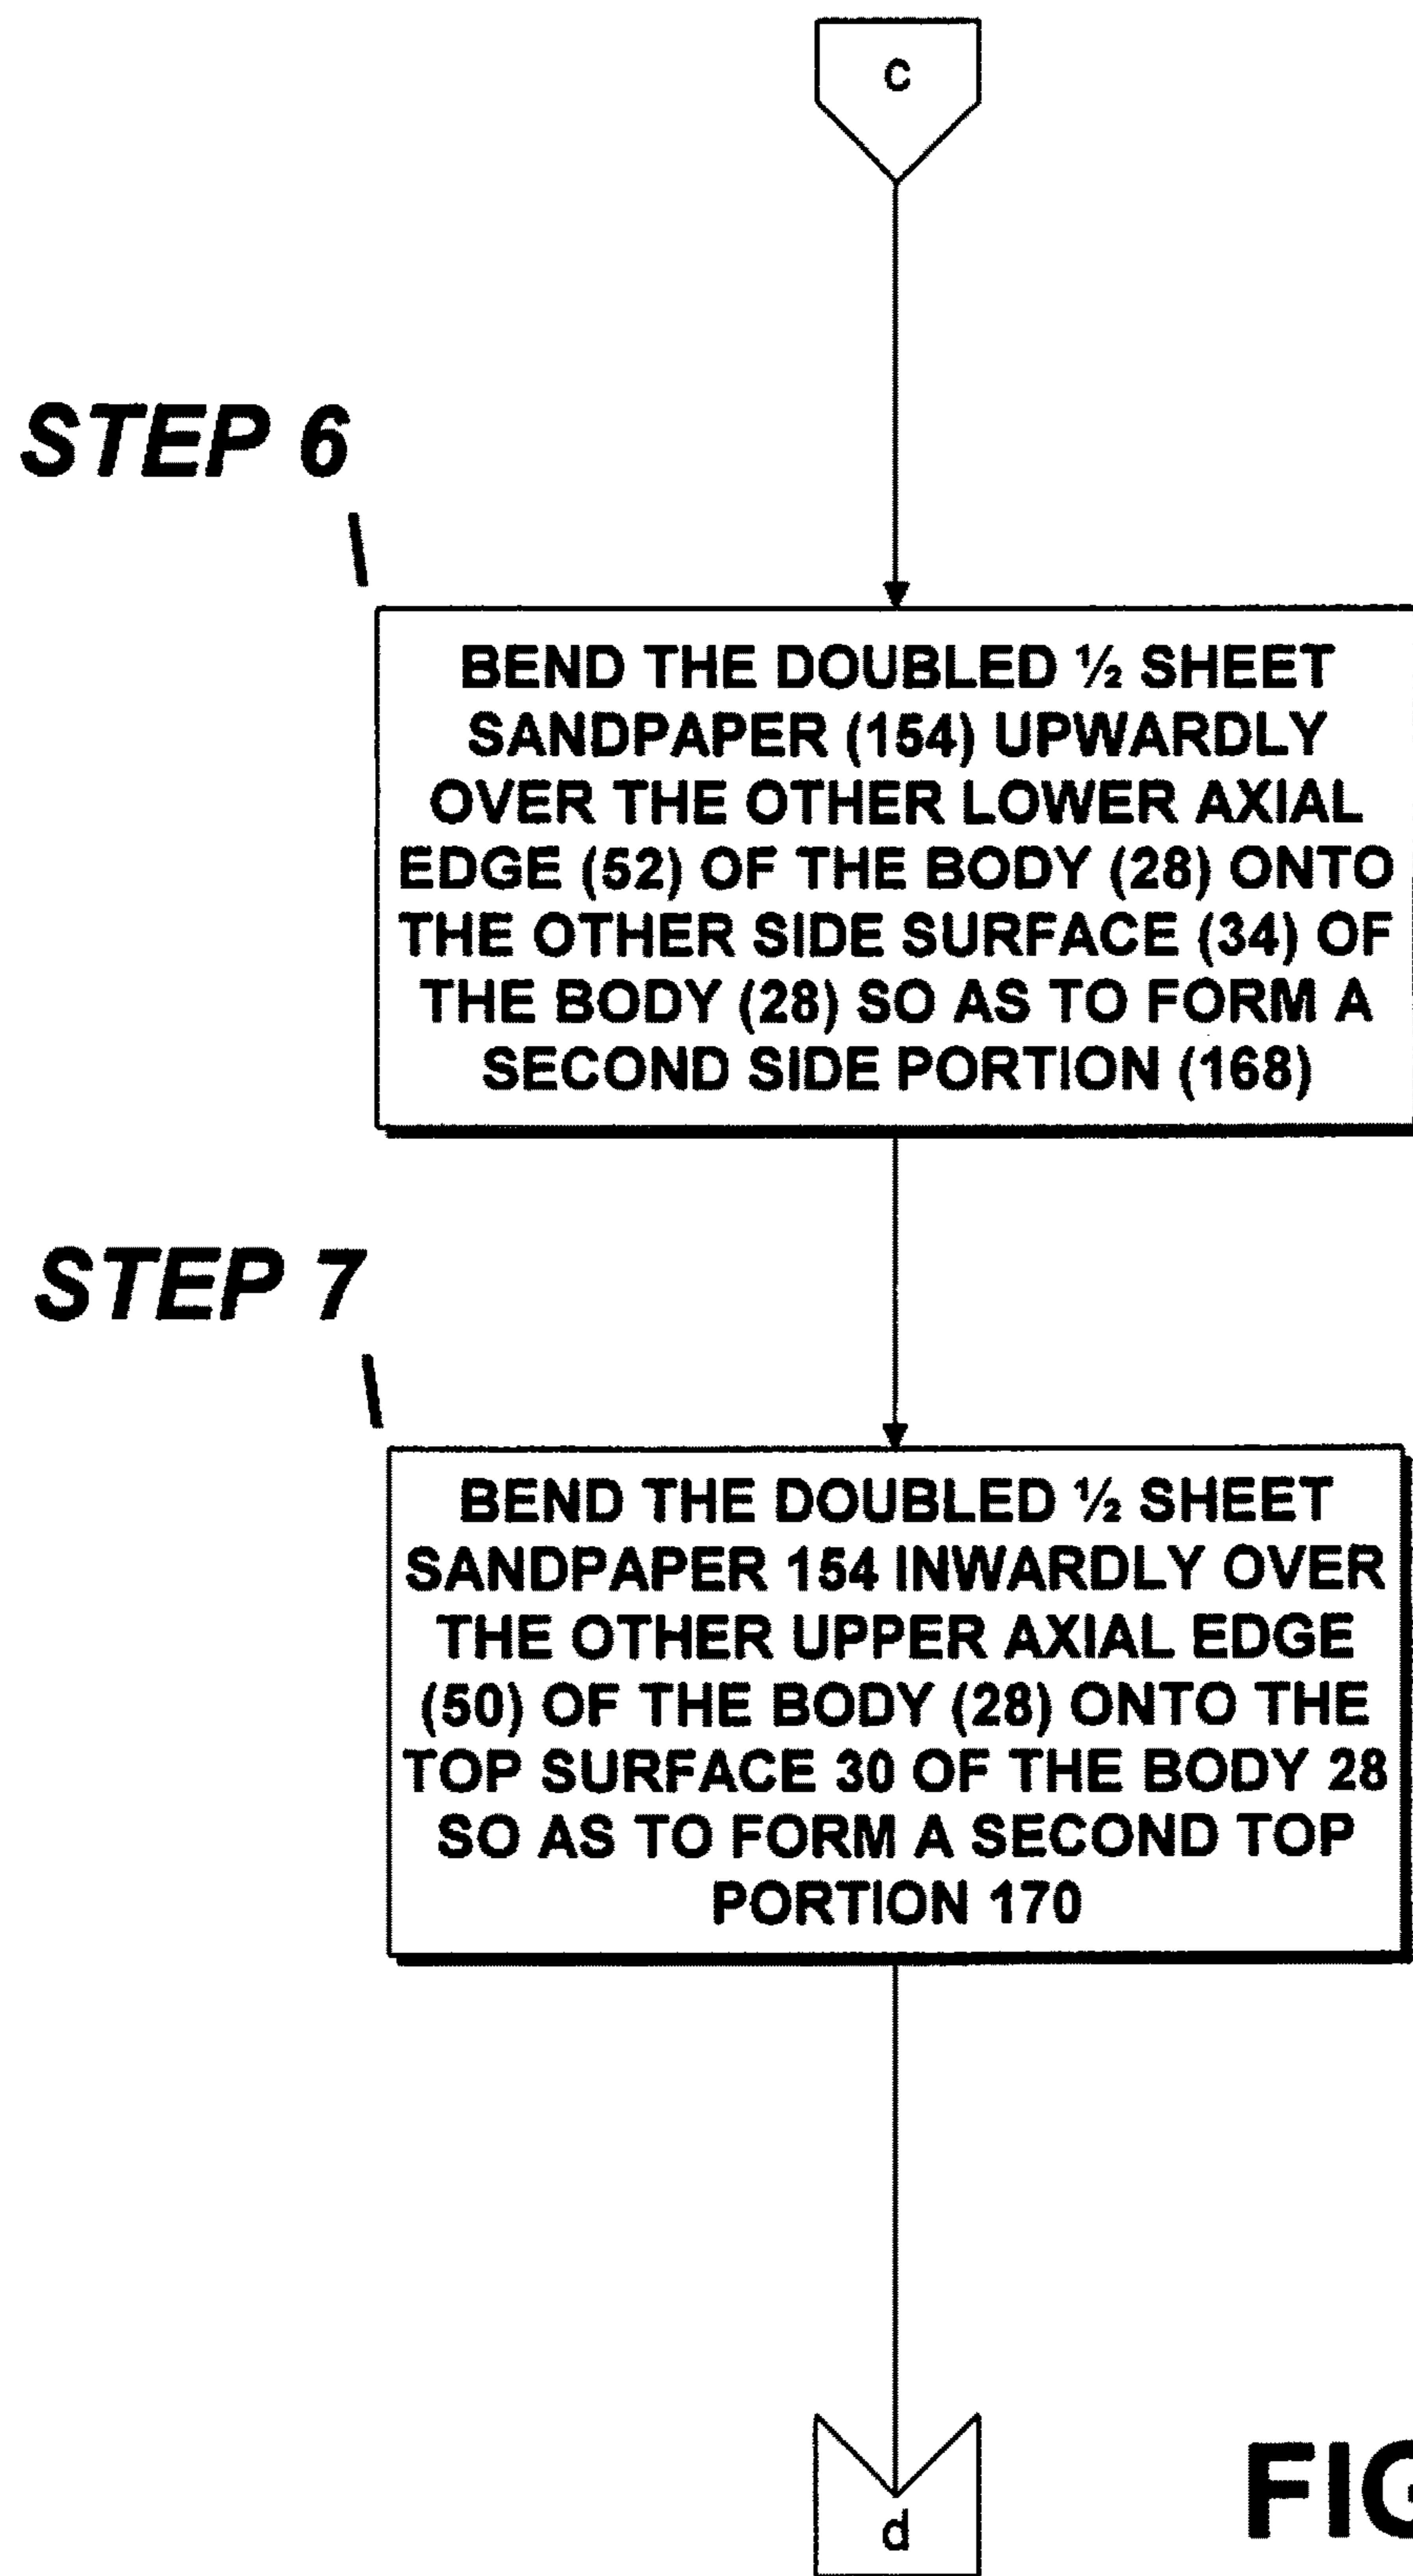 c
STEP 6
BEND THE DOUBLED ½ SHEET
SANDPAPER (154) UPWARDLY
OVER THE OTHER LOWER AXIAL
EDGE (52) OF THE BODY (28) ONTO
THE OTHER SIDE SURFACE (34) OF
THE BODY (28) SO AS TO FORM A
SECOND SIDE PORTION (168)
STEP 7
BEND THE DOUBLED ½ SHEET
SANDPAPER 154 INWARDLY OVER
THE OTHER UPPER AXIAL EDGE
(50) OF THE BODY (28) ONTO THE
TOP SURFACE 30 OF THE BODY 28
SO AS TO FORM A SECOND TOP
PORTION 170
d
FIG